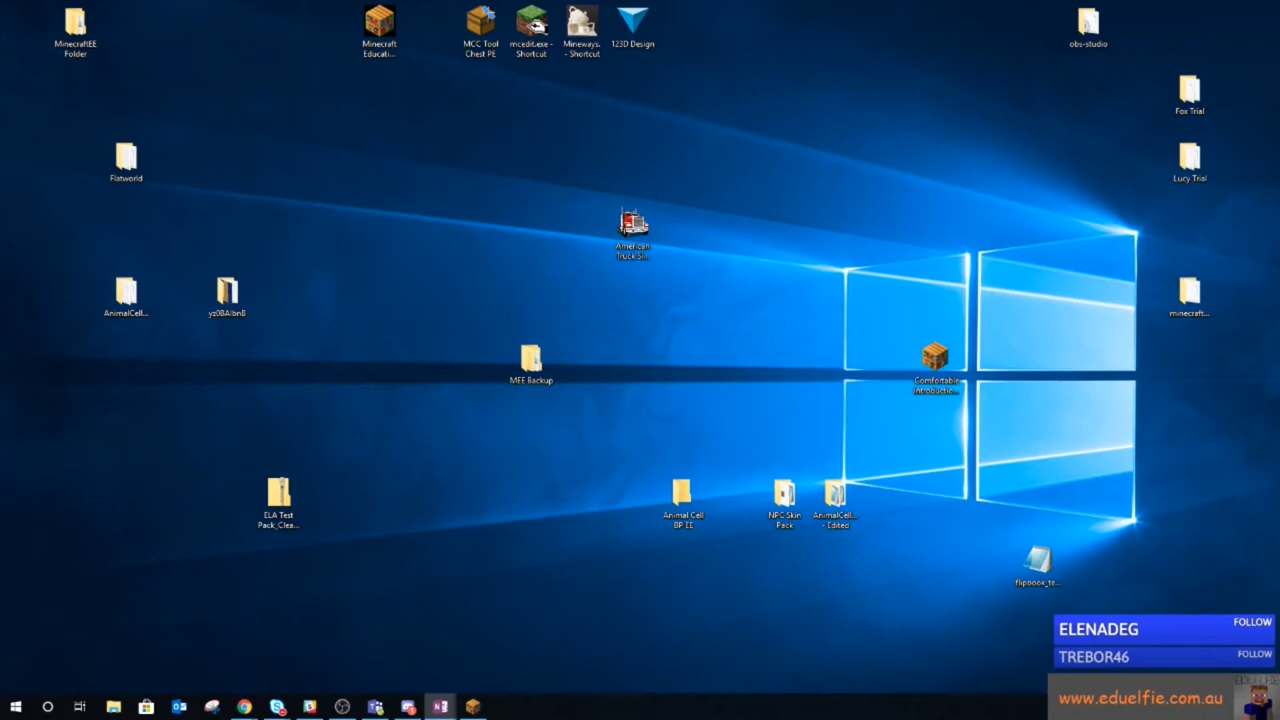 MinecraftEE
Folder
Minecraft
Educati...
MCC Tool
Chest PE
mcedit.exe -
Shortcut
Mineways.
- Shortcut
123D Design
obs-studio
Fox Trial
Flatworld
Lucy Trial
American
Truck Si...
AnimalCell...
yz0BAlbnB
minecraft...
MEE Backup
Comfortable
Introductio...
ELA Test
Pack_Clea...
Animal Cell
BP EE
NPC Skin
Pack
AnimalCell...
- Edited
flipbook_te...
ELENADEG
FOLLOW
TREBOR46
FOLLOW
www.eduelfie.com.au